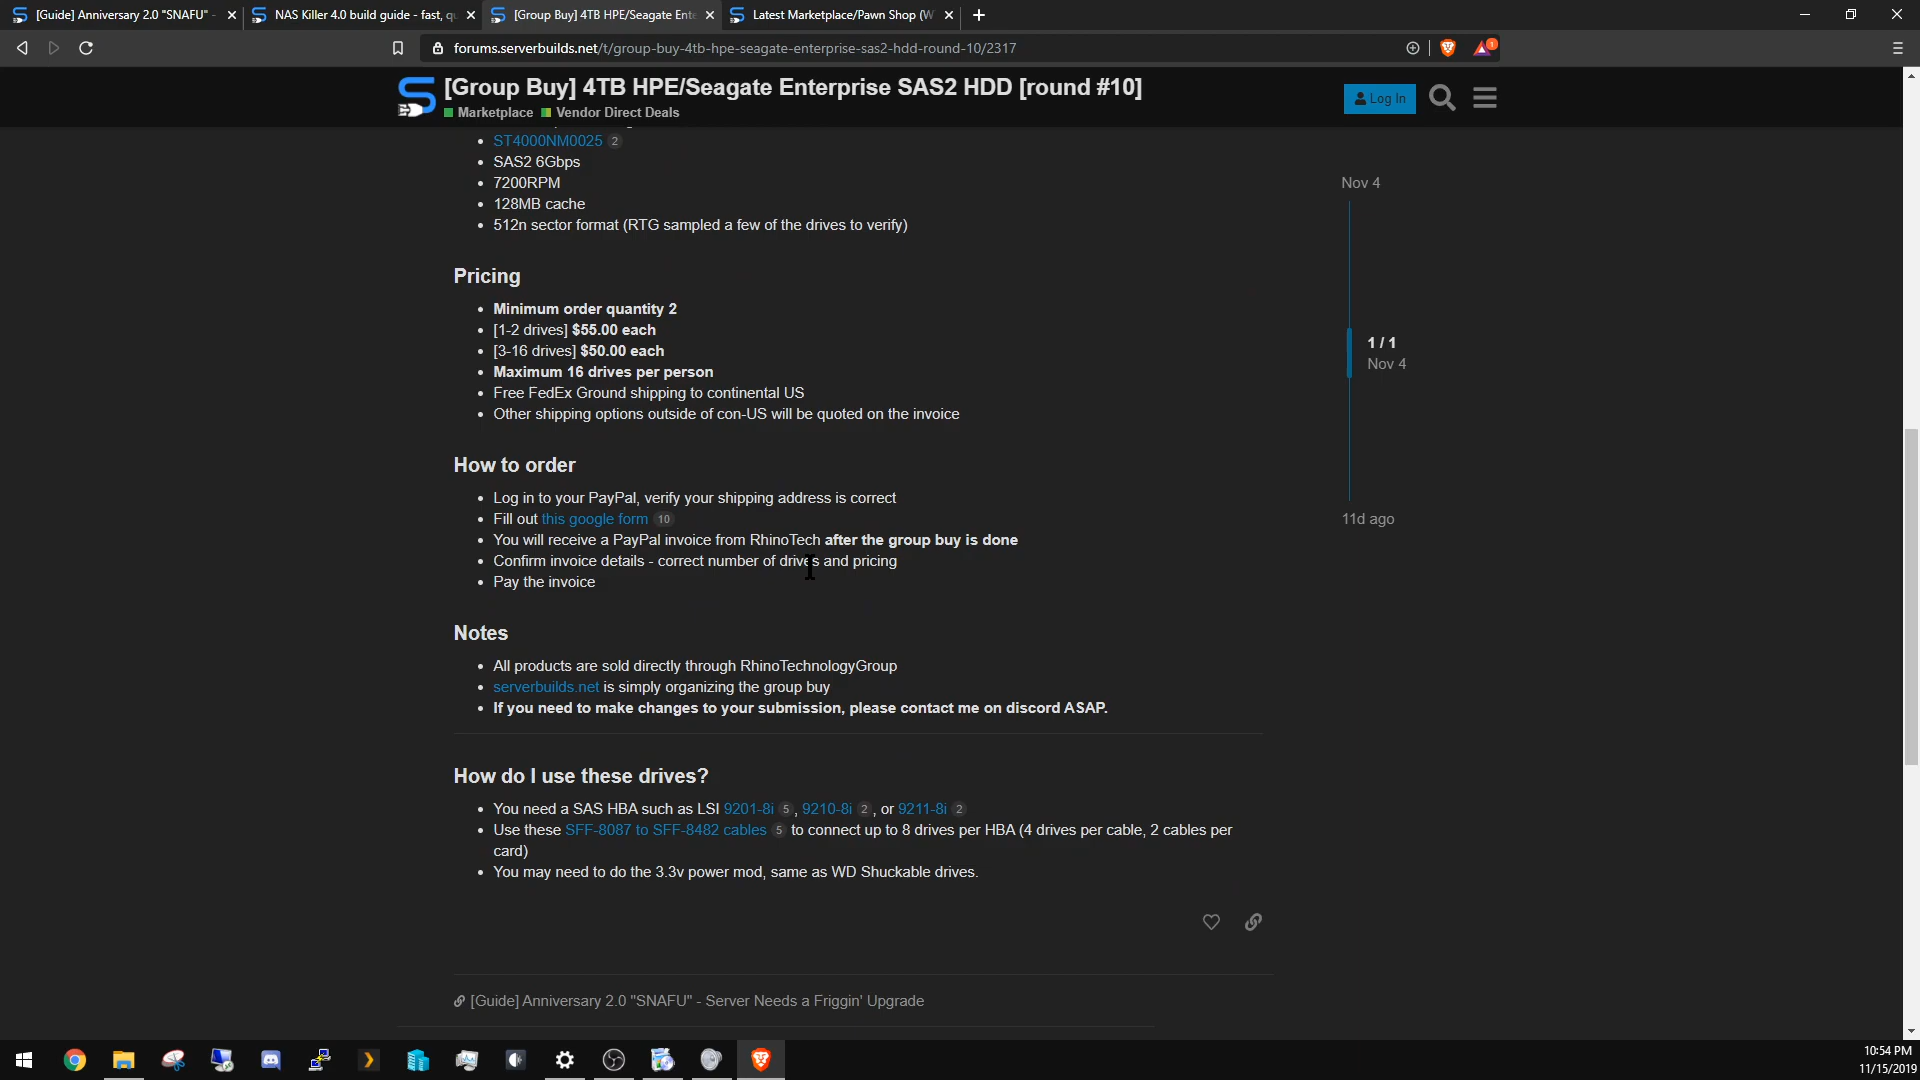 [Guide] Anniversary 2.0 "SNAFU" -
NAS Killer 4.0 build guide - fast, qu
[Group Buy] 4TB HPE/Seagate Ente
Latest Marketplace/Pawn Shop (W
forums.serverbuilds.net/t/group-buy-4tb-hpe-seagate-enterprise-sas2-hdd-round-10/2317
1
[Group Buy] 4TB HPE/Seagate Enterprise SAS2 HDD [round #10]
Marketplace Vendor Direct Deals
Log In
ST4000NM0025 2
SAS2 6Gbps
7200RPM
128MB cache
512n sector format (RTG sampled a few of the drives to verify)
Pricing
Minimum order quantity 2
[1-2 drives] $55.00 each
[3-16 drives] $50.00 each
Maximum 16 drives per person
Free FedEx Ground shipping to continental US
Other shipping options outside of con-US will be quoted on the invoice
How to order
Log in to your PayPal, verify your shipping address is correct
Fill out this google form 10
You will receive a PayPal invoice from RhinoTech after the group buy is done
Confirm invoice details - correct number of drives and pricing
Pay the invoice
Notes
All products are sold directly through RhinoTechnologyGroup
serverbuilds.net is simply organizing the group buy
If you need to make changes to your submission, please contact me on discord ASAP.
How do I use these drives?
You need a SAS HBA such as LSI 9201-8i 5 , 9210-8i 2 , or 9211-8i 2
Use these SFF-8087 to SFF-8482 cables 5 to connect up to 8 drives per HBA (4 drives per cable, 2 cables per
card)
You may need to do the 3.3v power mod, same as WD Shuckable drives.
[Guide] Anniversary 2.0 "SNAFU" - Server Needs a Friggin' Upgrade
Nov 4
1 / 1
Nov 4
11d ago
10:54 PM
11/15/2019